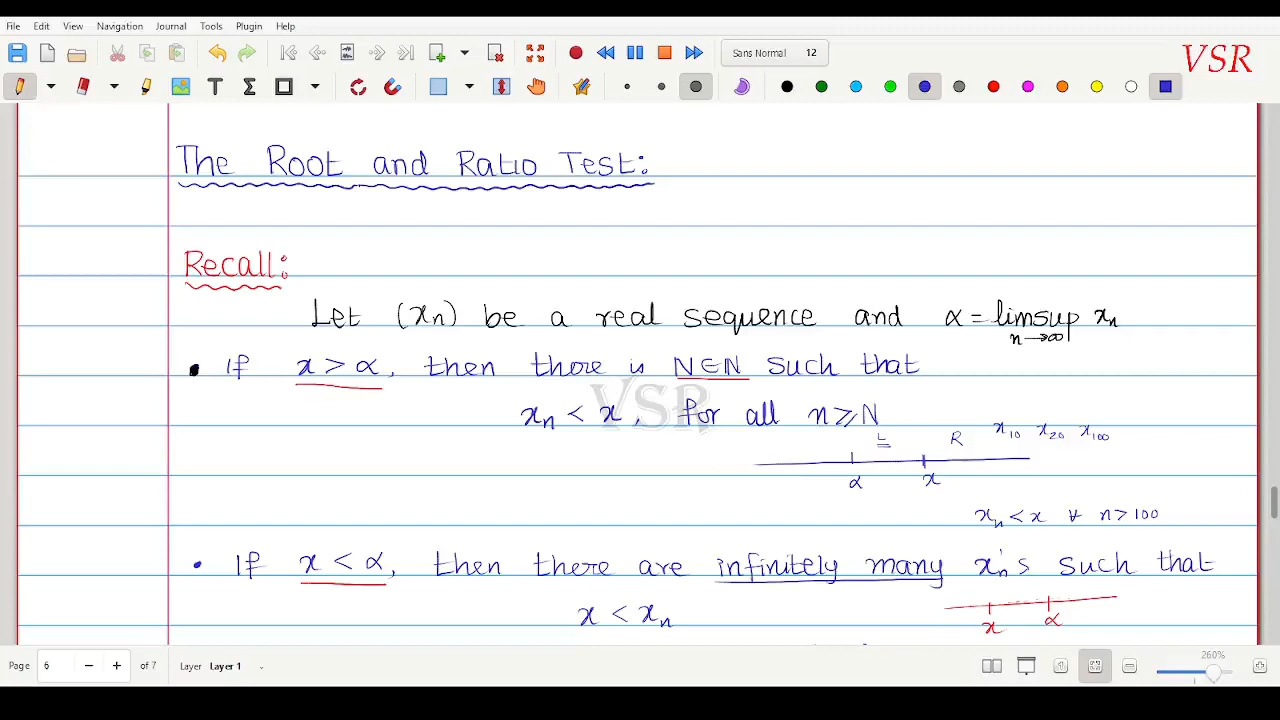 File Edit View Navigation Journal Tools Plugin Help
Sans Normal 12
VSR
The Root and Ratio Test:
Recall:
Let (xn) be a real sequence and α = limsup xn
n→∞
• If x > α, then there is N∈N such that
VSR
xn < x, for all n ≥ N
L R x10 x20 x100
α x
xn < x ∀ n > 100
• If x < α, then there are infinitely many xn's such that
x < xn
x α
Page 6 of 7 Layer Layer 1 260%